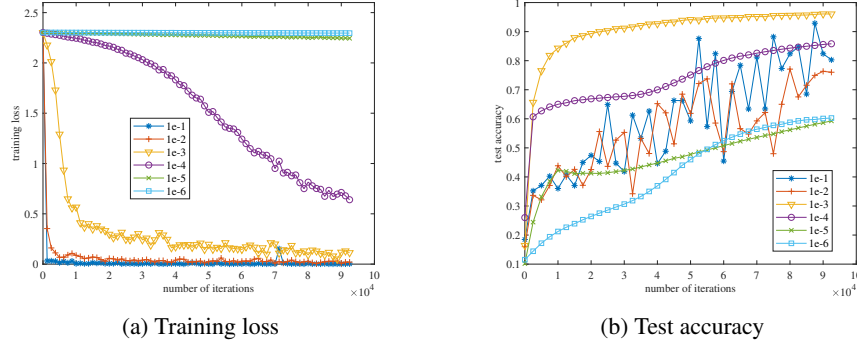 2.5
2
1.5
1
0.5
0
training loss
1e-1
1e-2
1e-3
1e-4
1e-5
1e-6
0 1 2 3 4 5 6 7 8 9 10
number of iterations
×10^4
(a) Training loss
1
0.9
0.8
0.7
0.6
0.5
0.4
0.3
0.2
0.1
test accuracy
1e-1
1e-2
1e-3
1e-4
1e-5
1e-6
0 1 2 3 4 5 6 7 8 9 10
number of iterations
×10^4
(b) Test accuracy